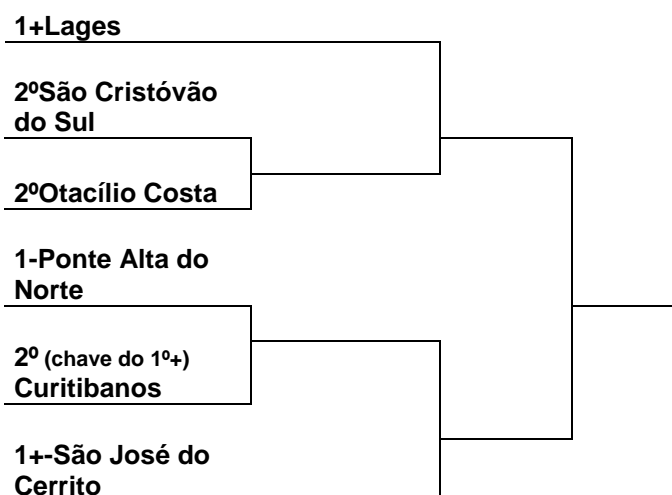 1+Lages
2ºSão Cristóvão
do Sul
2ºOtacílio Costa
1-Ponte Alta do
Norte
2º (chave do 1º+)
Curitibanos
1+-São José do
Cerrito